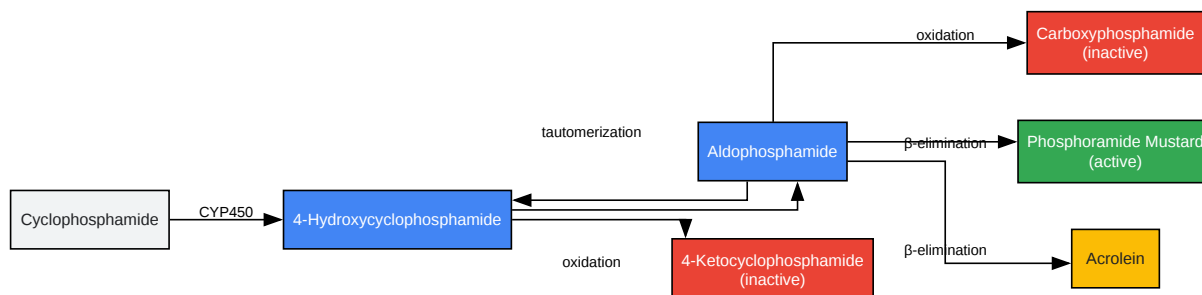 oxidation
Carboxyphosphamide
(inactive)
tautomerization
Aldophosphamide
β-elimination
Phosphoramide Mustard
(active)
Cyclophosphamide
CYP450
4-Hydroxycyclophosphamide
oxidation
4-Ketocyclophosphamide
(inactive)
β-elimination
Acrolein